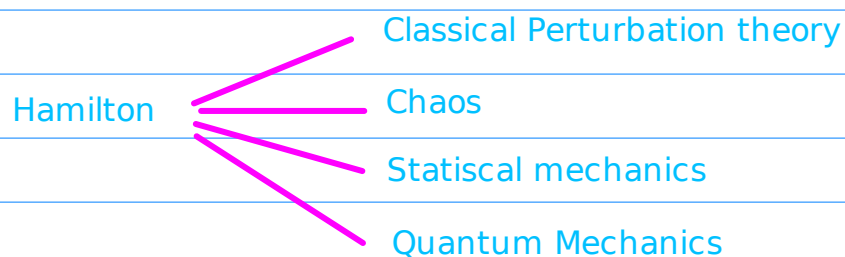 Classical Perturbation theory
Hamilton
Chaos
Statiscal mechanics
Quantum Mechanics